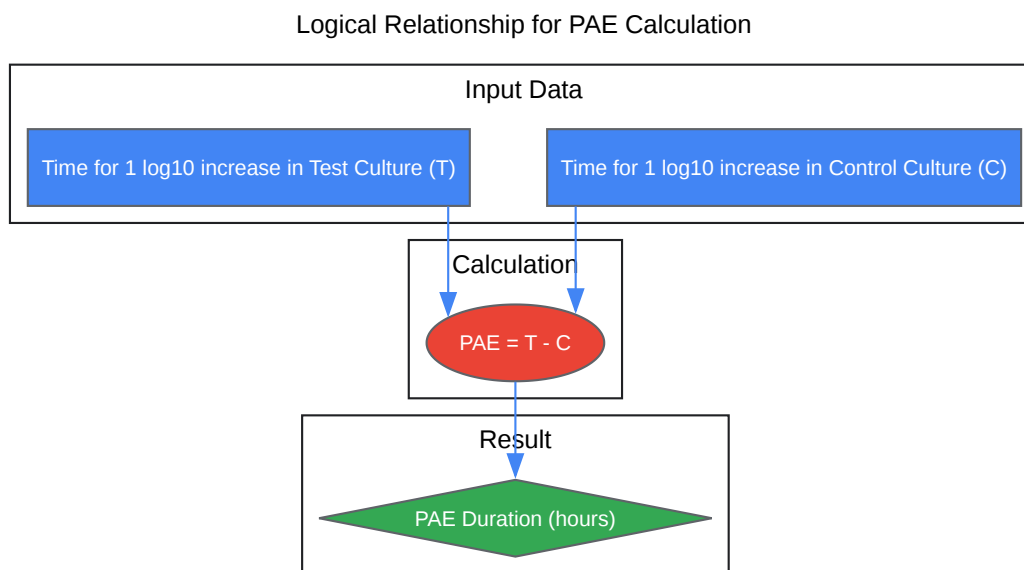 Logical Relationship for PAE Calculation
Input Data
Time for 1 log10 increase in Test Culture (T)
Time for 1 log10 increase in Control Culture (C)
Calculation
PAE = T - C
Result
PAE Duration (hours)